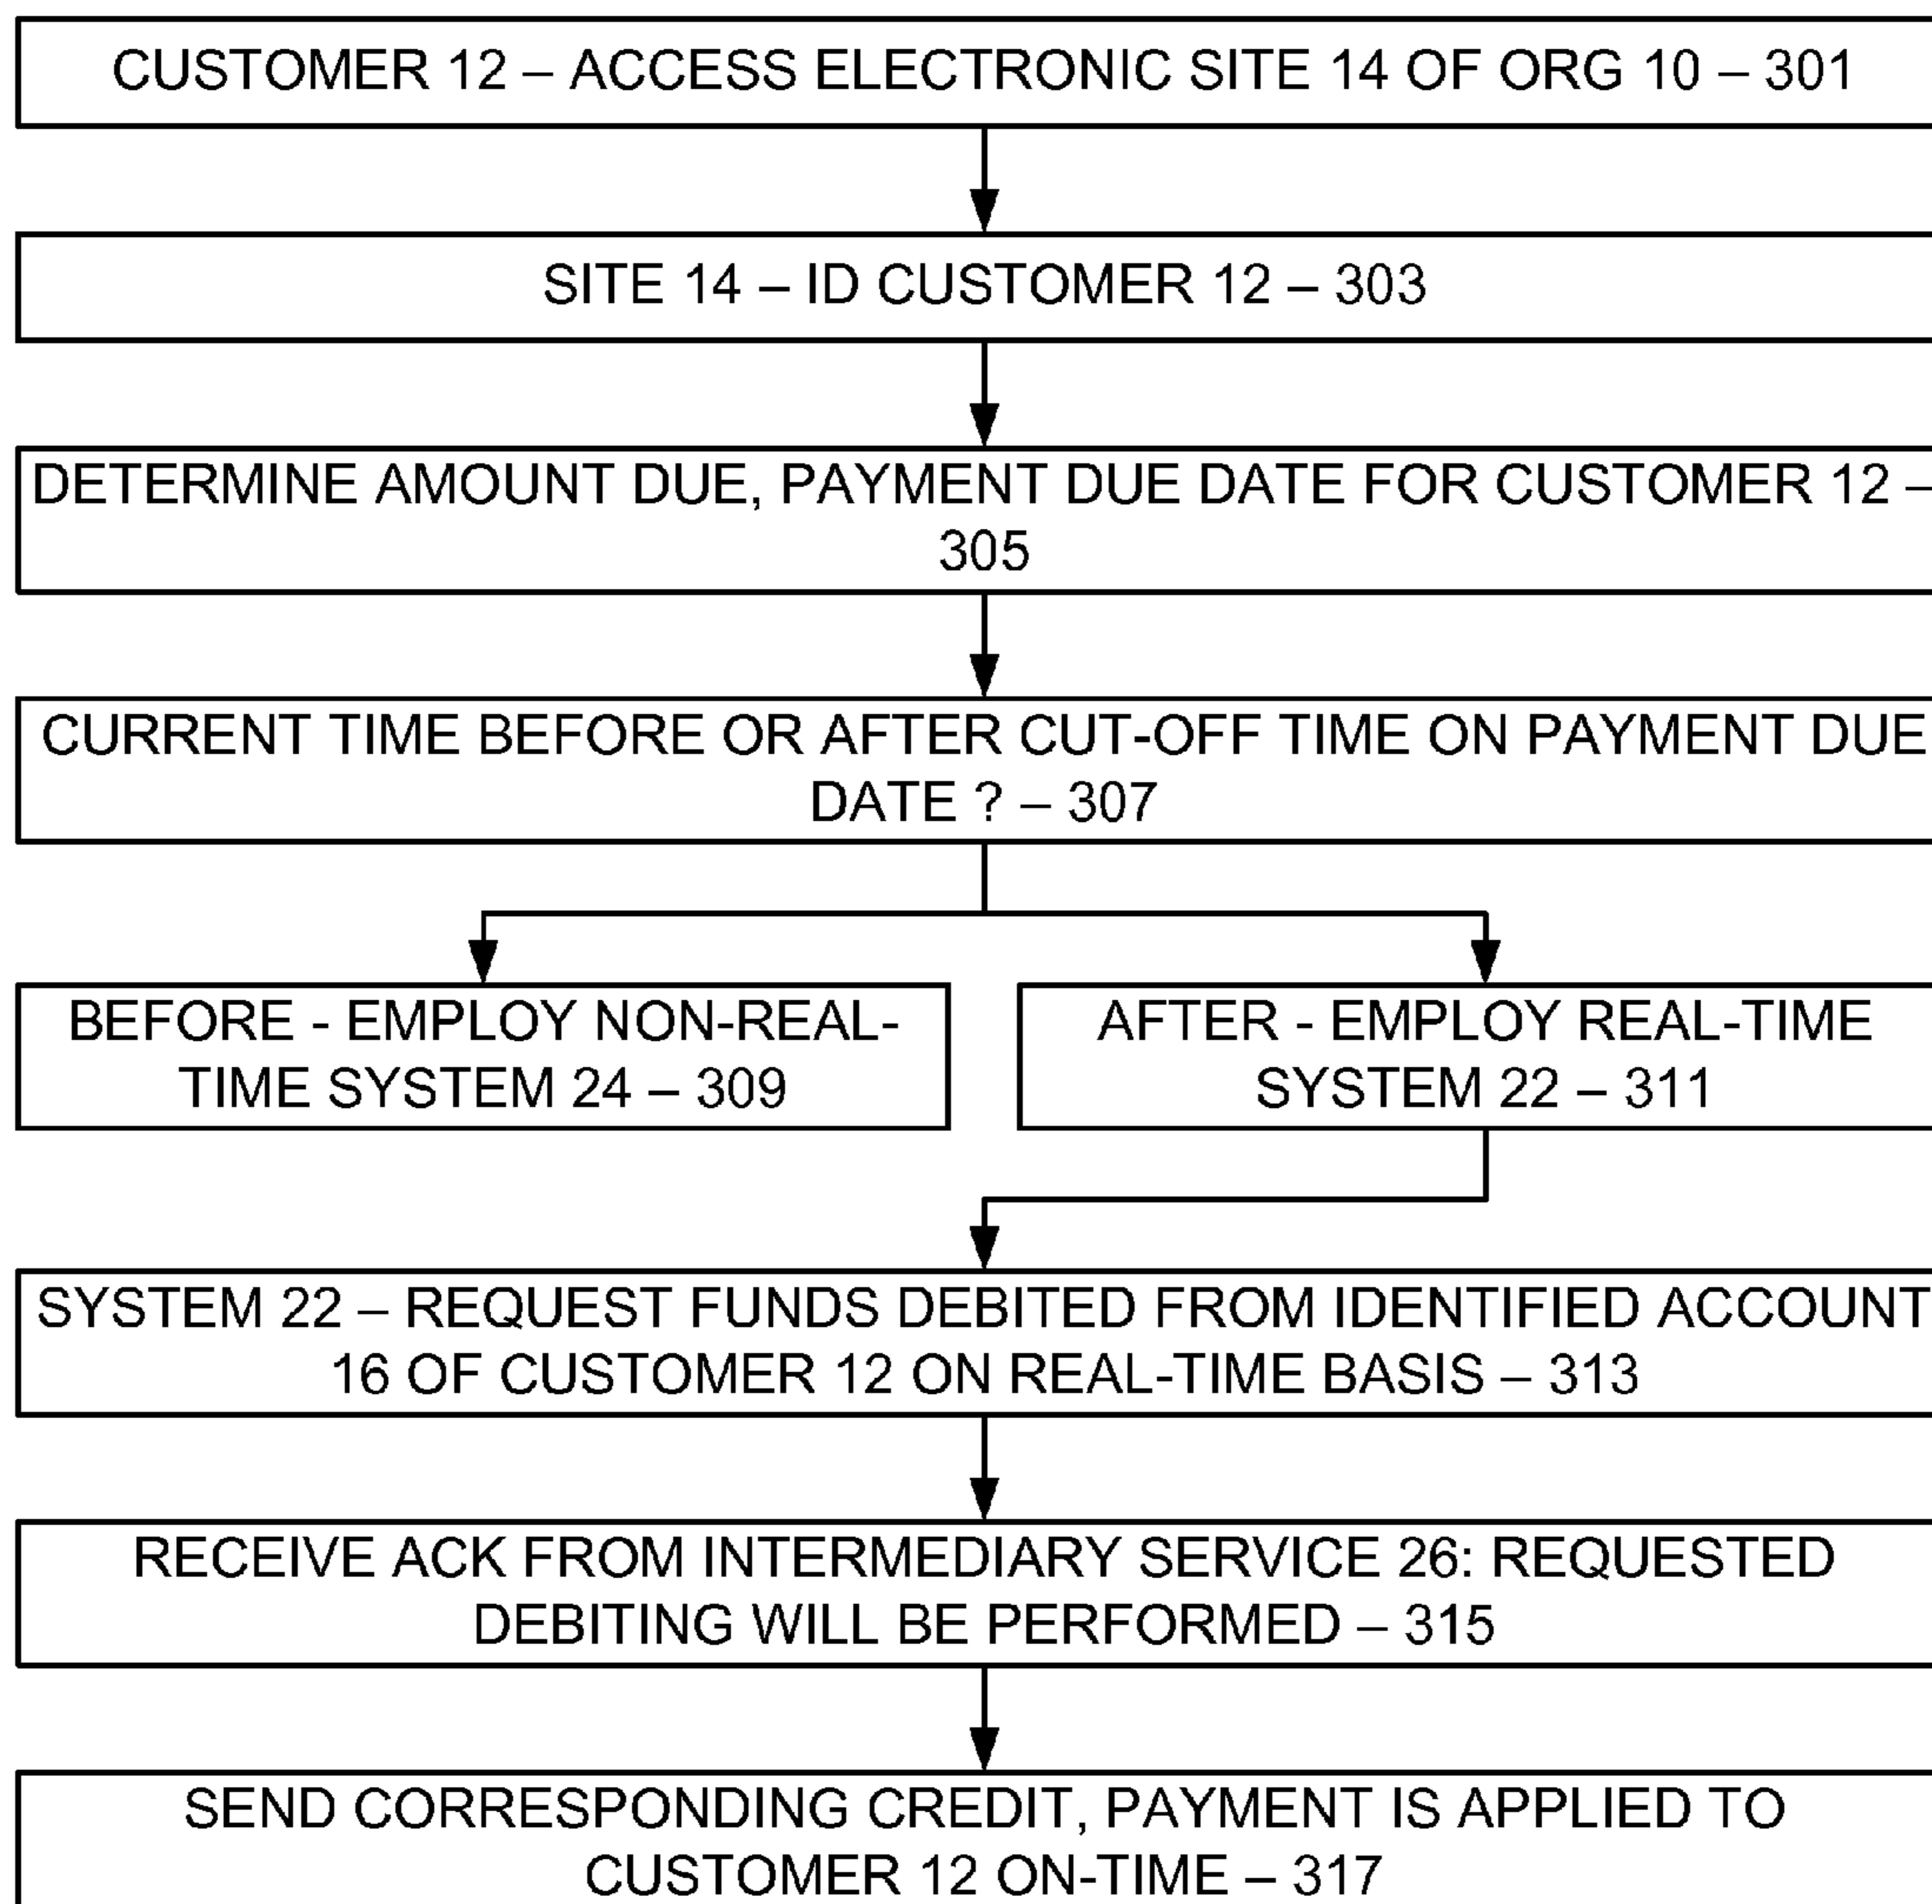 CUSTOMER 12 – ACCESS ELECTRONIC SITE 14 OF ORG 10 – 301
SITE 14 – ID CUSTOMER 12 – 303
DETERMINE AMOUNT DUE, PAYMENT DUE DATE FOR CUSTOMER 12 –
305
CURRENT TIME BEFORE OR AFTER CUT-OFF TIME ON PAYMENT DUE
DATE ? – 307
BEFORE - EMPLOY NON-REAL-
TIME SYSTEM 24 – 309
AFTER - EMPLOY REAL-TIME
SYSTEM 22 – 311
SYSTEM 22 – REQUEST FUNDS DEBITED FROM IDENTIFIED ACCOUNT
16 OF CUSTOMER 12 ON REAL-TIME BASIS – 313
RECEIVE ACK FROM INTERMEDIARY SERVICE 26: REQUESTED
DEBITING WILL BE PERFORMED – 315
SEND CORRESPONDING CREDIT, PAYMENT IS APPLIED TO
CUSTOMER 12 ON-TIME – 317